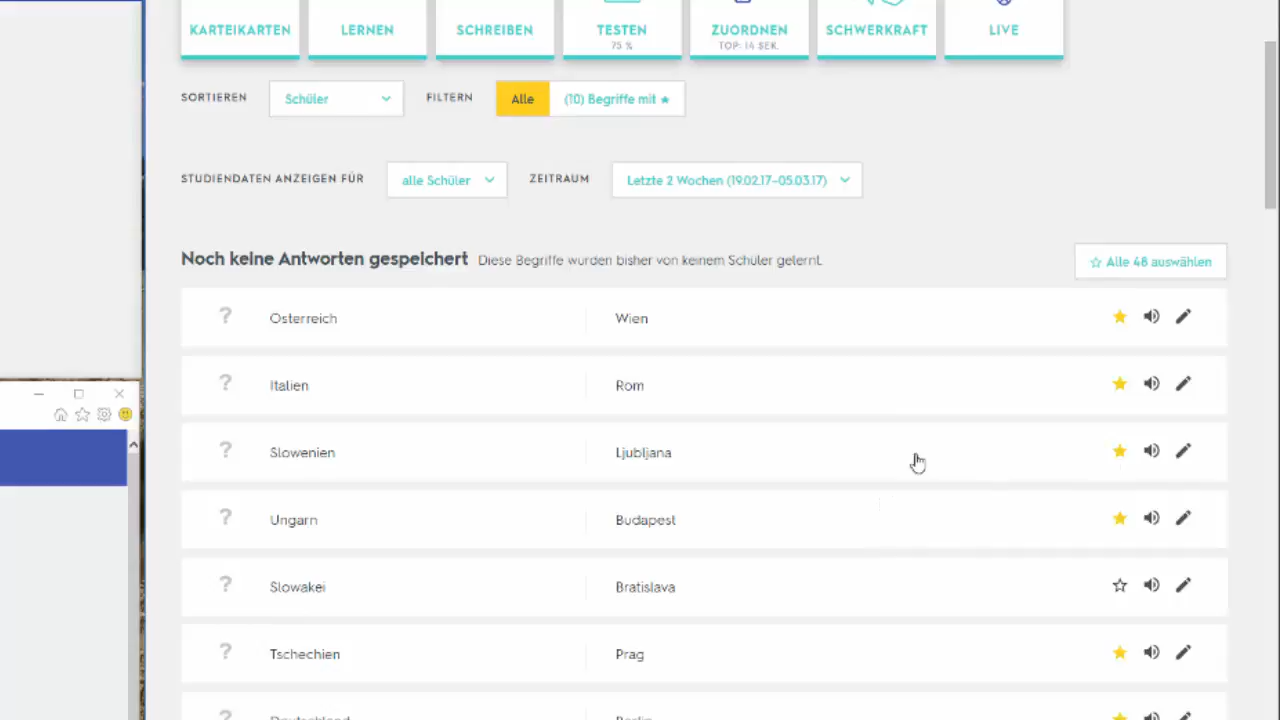 KARTEIKARTEN LERNEN SCHREIBEN TESTEN ZUORDNEN SCHWERKRAFT LIVE
75 % TOP: 14 SEK.
SORTIEREN Schüler FILTERN Alle (10) Begriffe mit ★
STUDIENDATEN ANZEIGEN FÜR alle Schüler ZEITRAUM Letzte 2 Wochen (19.02.17–05.03.17)
Noch keine Antworten gespeichert Diese Begriffe wurden bisher von keinem Schüler gelernt. ☆ Alle 48 auswählen
? Österreich Wien
? Italien Rom
? Slowenien Ljubljana
? Ungarn Budapest
? Slowakei Bratislava
? Tschechien Prag
? Deutschland Berlin